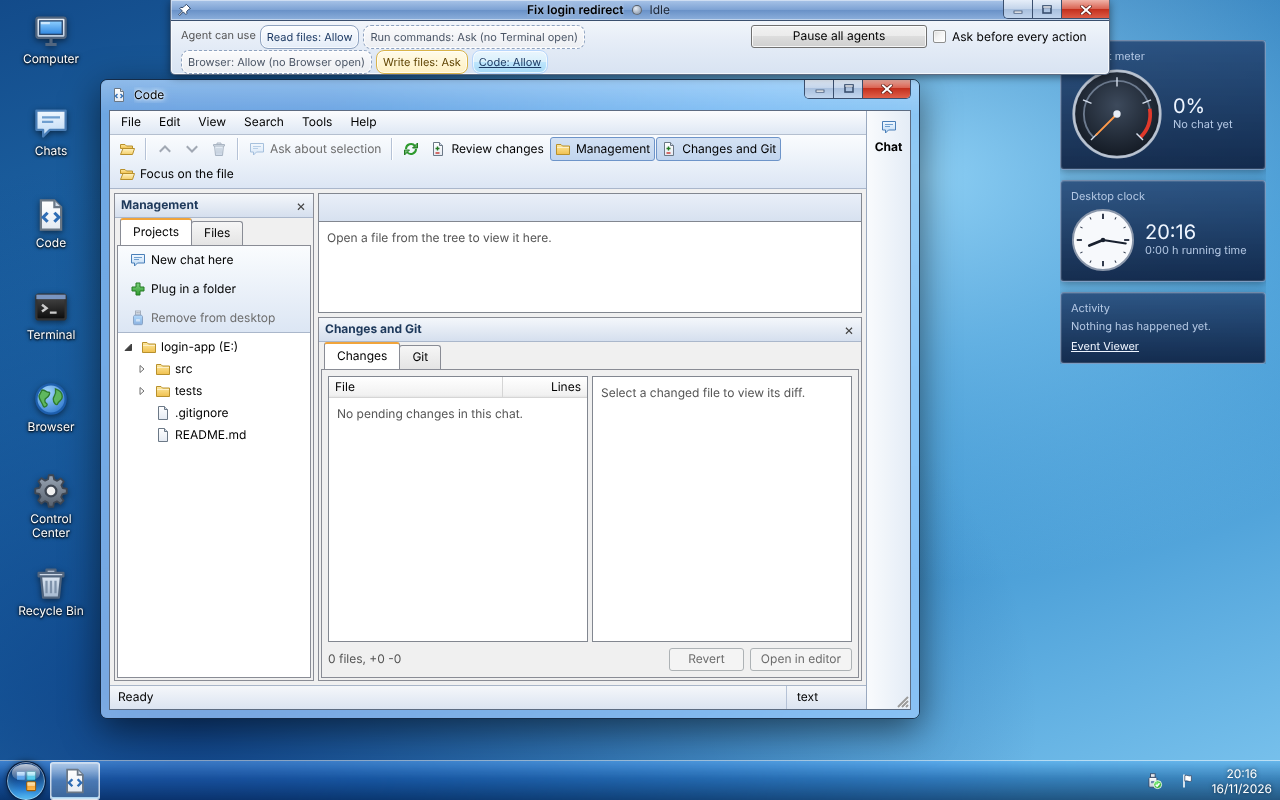 Fix login redirect
Idle
Agent can use
Read files: Allow
Run commands: Ask (no Terminal open)
Browser: Allow (no Browser open)
Write files: Ask
Code: Allow
Pause all agents
Ask before every action
Computer
Chats
Code
Terminal
Browser
Control
Center
Recycle Bin
Code
File
Edit
View
Search
Tools
Help
Ask about selection
Review changes
Management
Changes and Git
Focus on the file
Chat
Management
Projects
Files
New chat here
Plug in a folder
Remove from desktop
login-app (E:)
src
tests
.gitignore
README.md
Open a file from the tree to view it here.
Changes and Git
Changes
Git
File
Lines
No pending changes in this chat.
Select a changed file to view its diff.
0 files, +0 -0
Revert
Open in editor
Ready
text
meter
0%
No chat yet
Desktop clock
20:16
0:00 h running time
Activity
Nothing has happened yet.
Event Viewer
20:16
16/11/2026